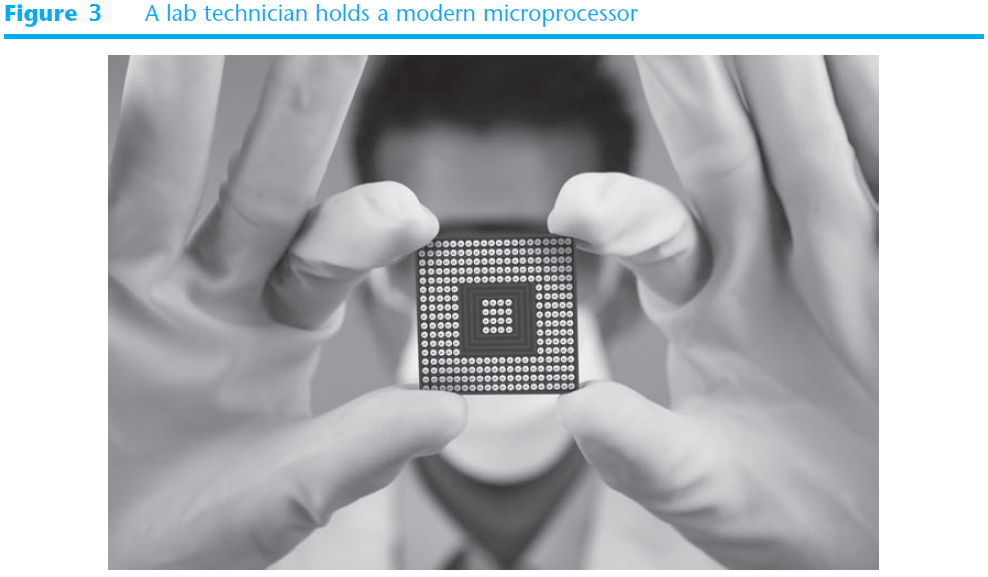 Figure 3 A lab technician holds a modern microprocessor